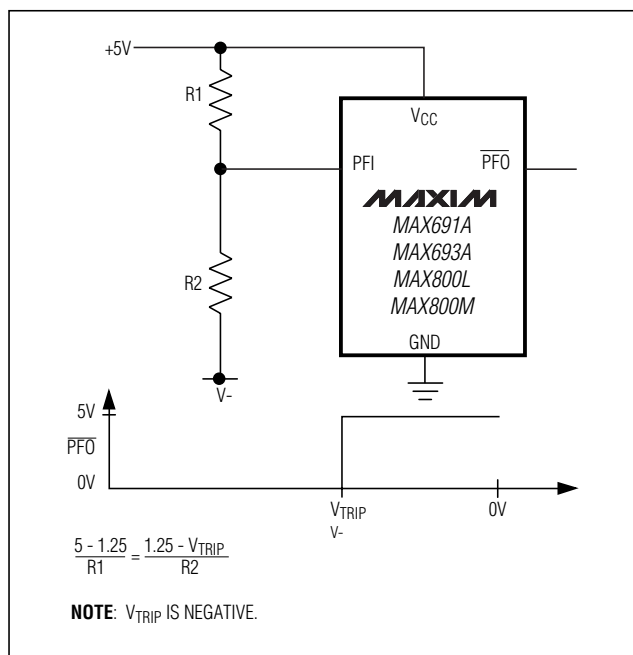 +5V
R1
VCC
PFI
PFO
MAXIM
MAX691A
MAX693A
MAX800L
MAX800M
R2
GND
V-
5V
PFO
0V
VTRIP
V-
0V
5 - 1.25 / R1 = 1.25 - VTRIP / R2
NOTE: VTRIP IS NEGATIVE.